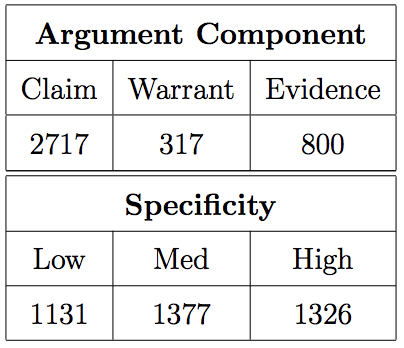 Argument Component
Claim Warrant Evidence
2717 317 800
Specificity
Low Med High
1131 1377 1326